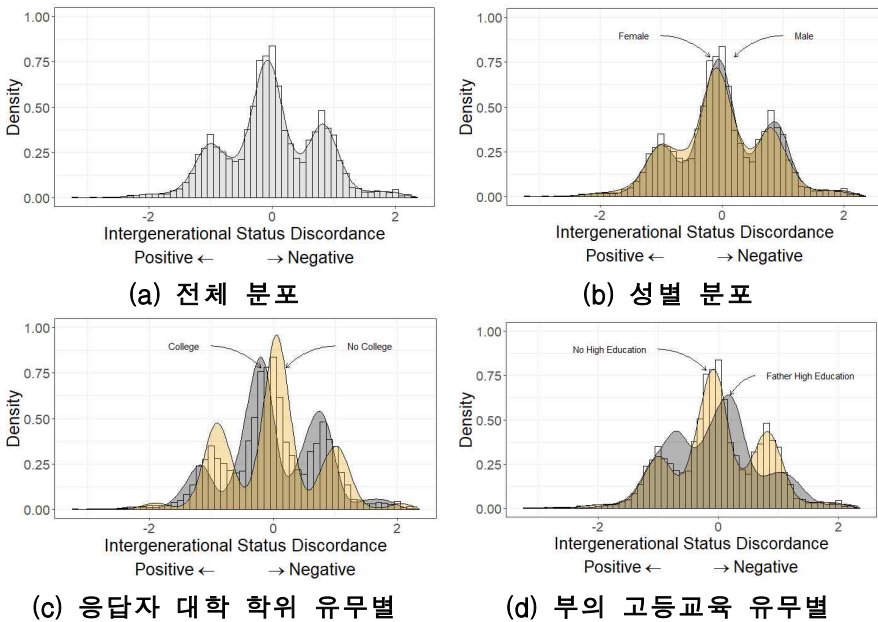 1.00
0.75
0.50
0.25
0.00
Density
-2 0 2
Intergenerational Status Discordance
Positive ← → Negative
(a) 전체 분포
1.00
0.75
0.50
0.25
0.00
Density
Female Male
-2 0 2
Intergenerational Status Discordance
Positive ← → Negative
(b) 성별 분포
1.00
0.75
0.50
0.25
0.00
Density
College No College
-2 0 2
Intergenerational Status Discordance
Positive ← → Negative
(c) 응답자 대학 학위 유무별
1.00
0.75
0.50
0.25
0.00
Density
No High Education
Father High Education
-2 0 2
Intergenerational Status Discordance
Positive ← → Negative
(d) 부의 고등교육 유무별